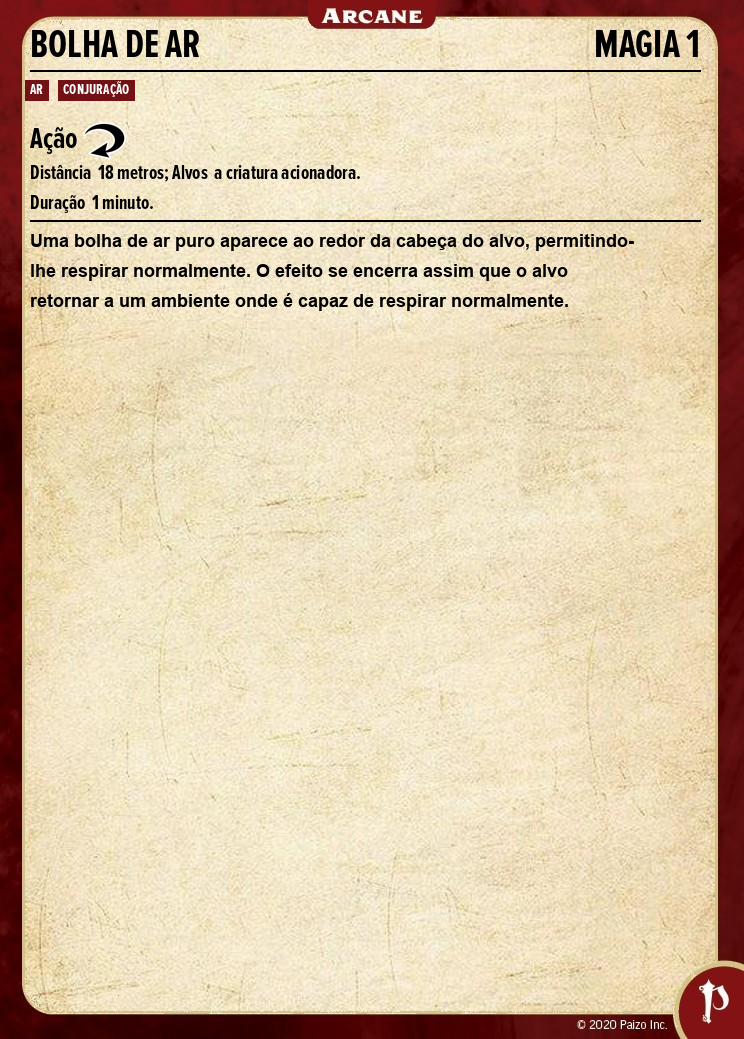 ARCANE
BOLHA DE AR MAGIA 1
AR CONJURAÇÃO
Ação
Distância 18 metros; Alvos a criatura acionadora.
Duração 1 minuto.
Uma bolha de ar puro aparece ao redor da cabeça do alvo, permitindo-
lhe respirar normalmente. O efeito se encerra assim que o alvo
retornar a um ambiente onde é capaz de respirar normalmente.
© 2020 Paizo Inc.